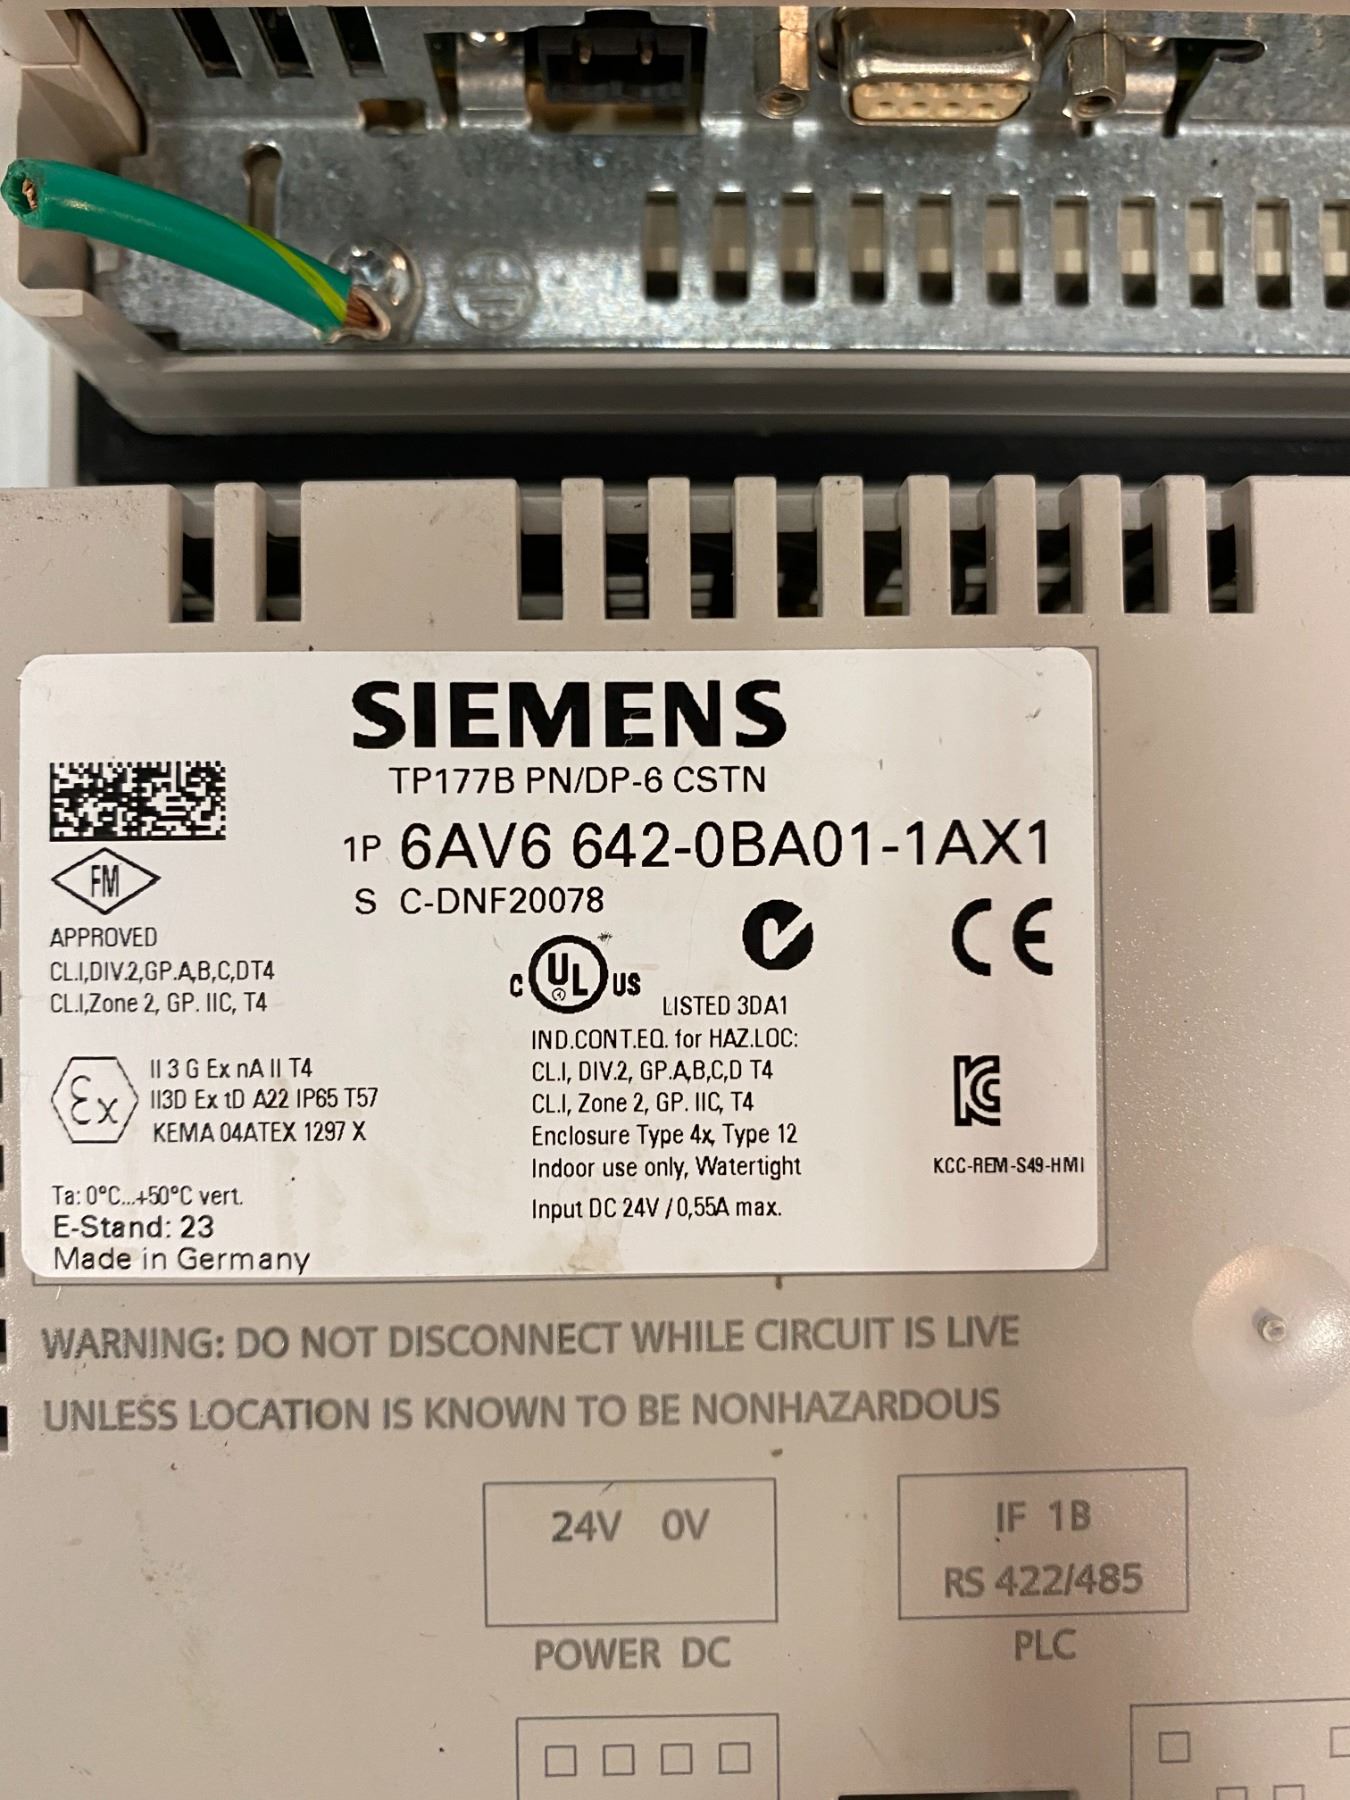 SIEMENS
TP177B PN/DP-6 CSTN
1P 6AV6 642-0BA01-1AX1
S C-DNF20078
FM
APPROVED
CL.I,DIV.2,GP.A,B,C,DT4
CL.I,Zone 2, GP. IIC, T4
C UL US
LISTED 3DA1
CE
IND.CONT.EQ. for HAZ.LOC:
CL.I, DIV.2, GP.A,B,C,D T4
CL.I, Zone 2, GP. IIC, T4
Enclosure Type 4x, Type 12
Indoor use only, Watertight
Input DC 24V / 0,55A max.
Ex
II 3 G Ex nA II T4
II3D Ex tD A22 IP65 T57
KEMA 04ATEX 1297 X
KC
KCC-REM-S49-HMI
Ta: 0°C...+50°C vert.
E-Stand: 23
Made in Germany
WARNING: DO NOT DISCONNECT WHILE CIRCUIT IS LIVE
UNLESS LOCATION IS KNOWN TO BE NONHAZARDOUS
24V 0V
POWER DC
IF 1B
RS 422/485
PLC